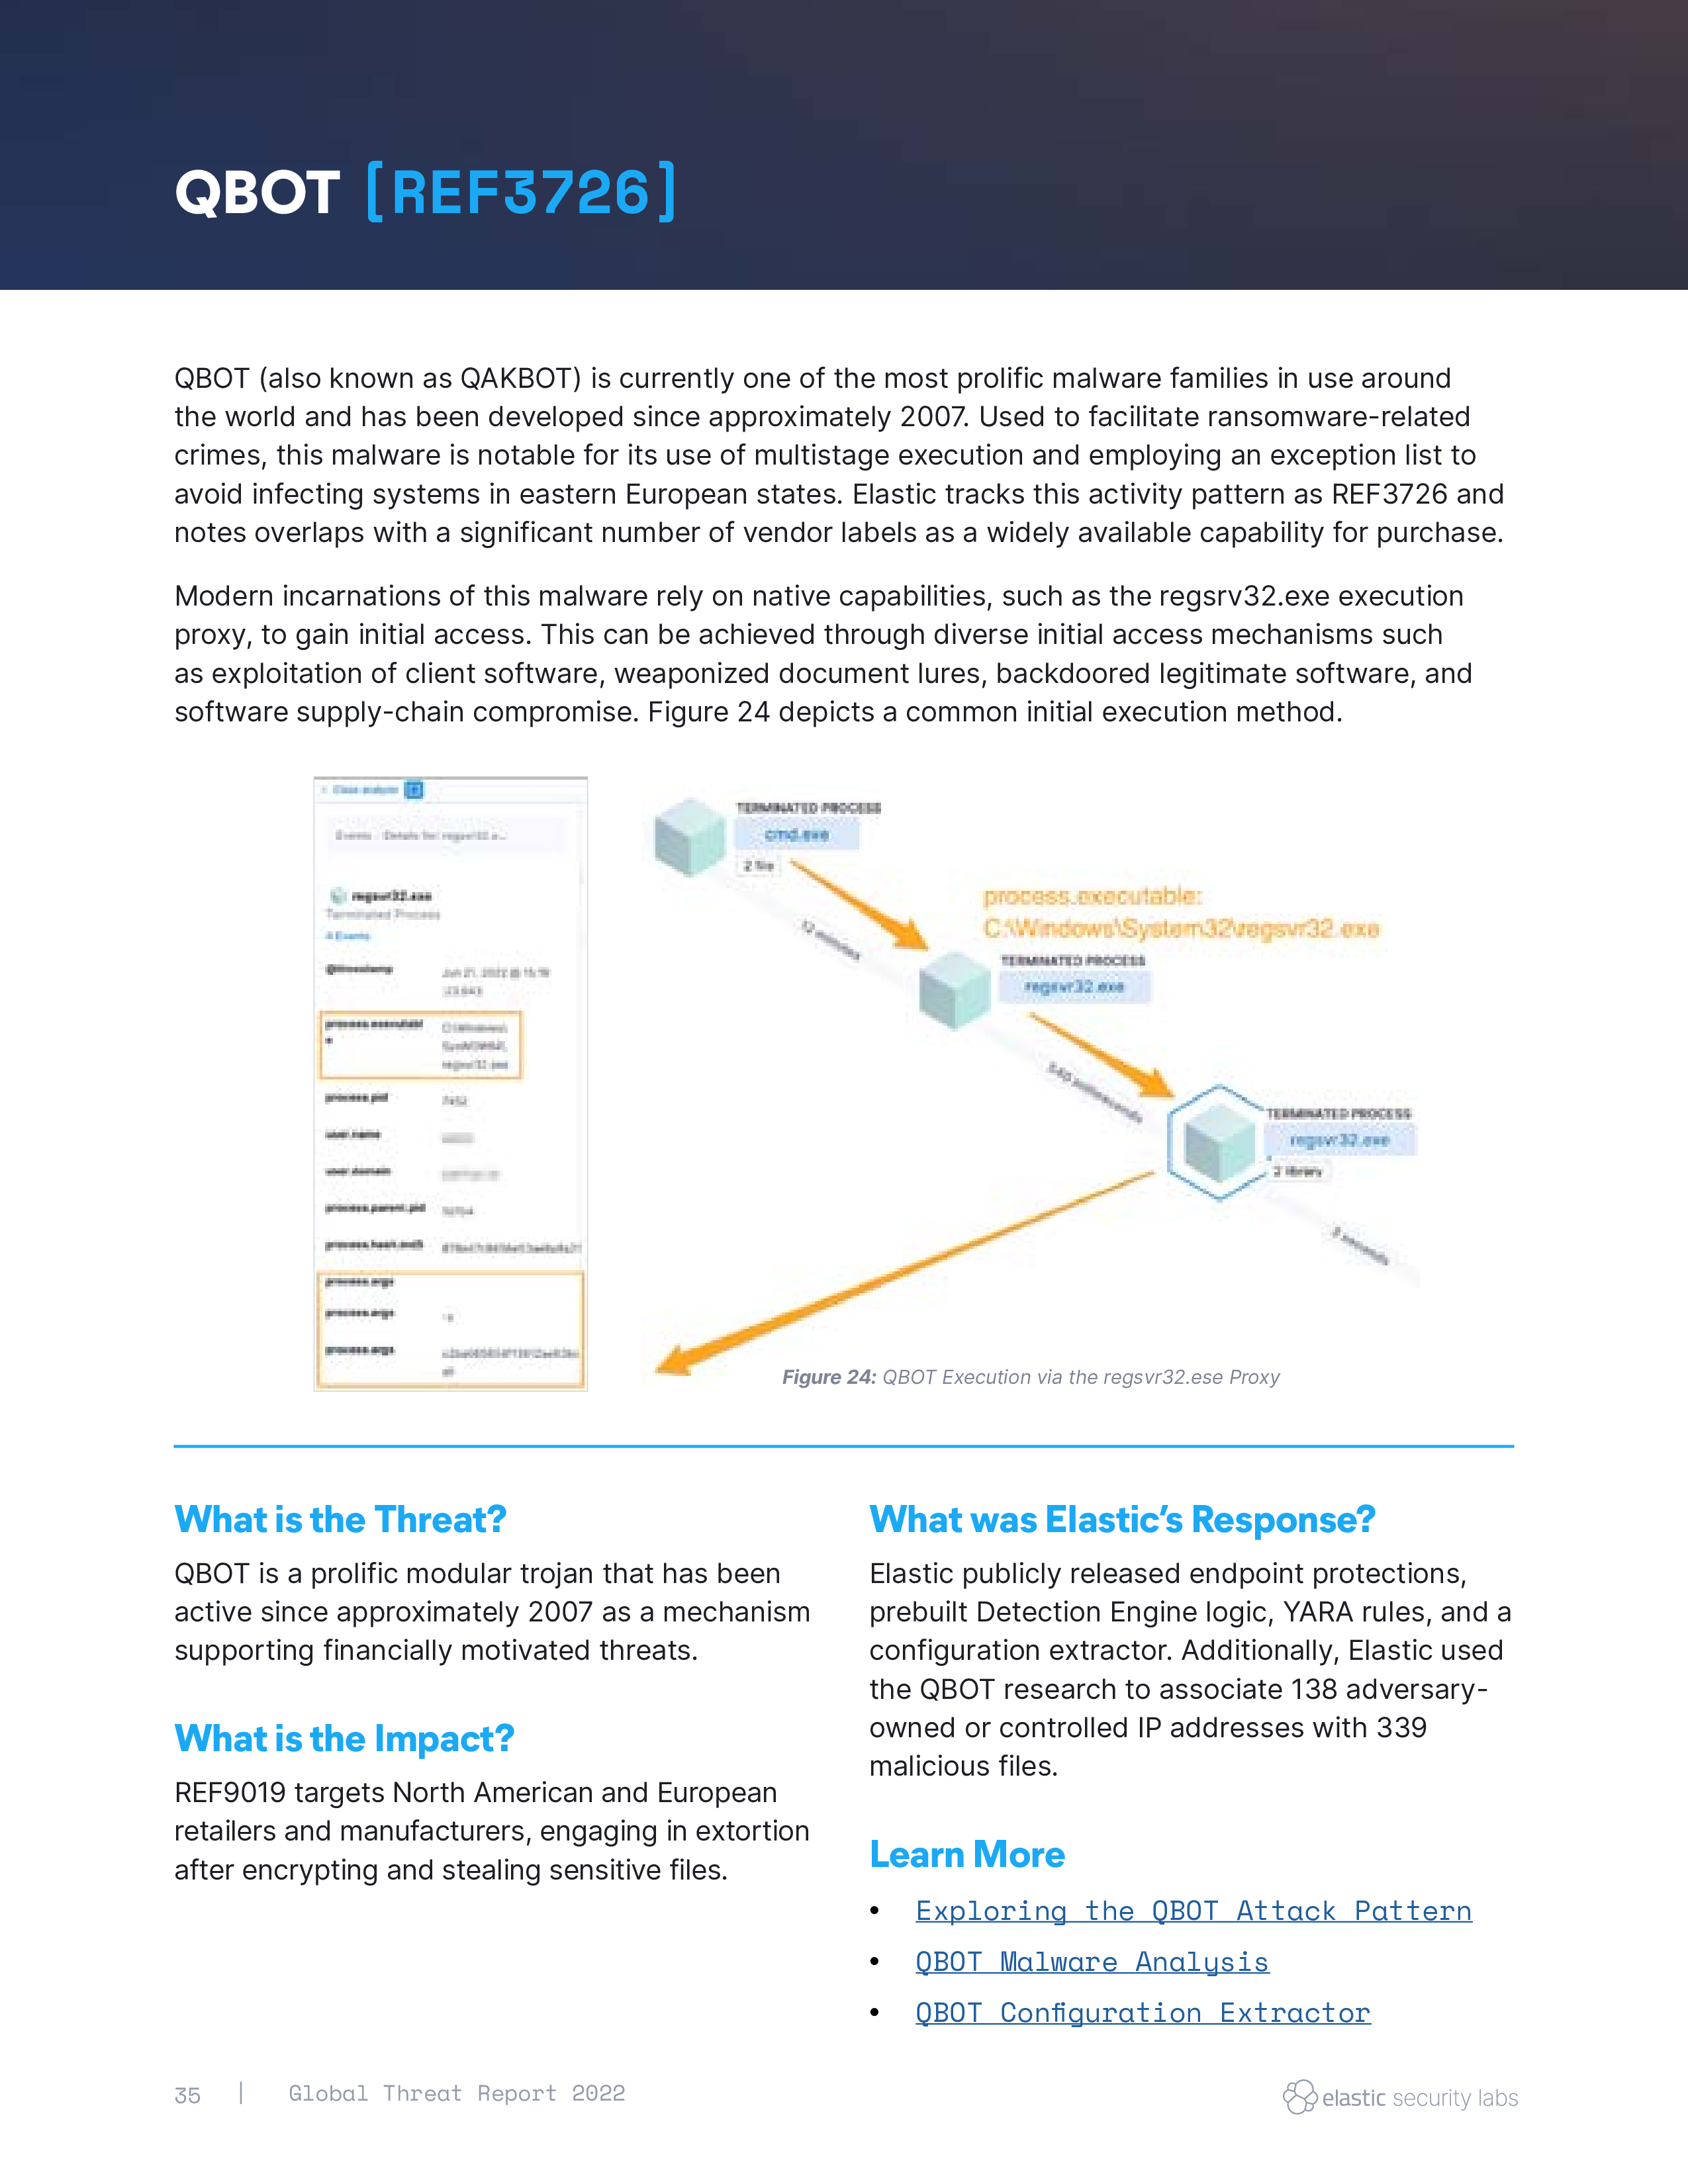 QBOT [REF3726]
QBOT (also known as QAKBOT) is currently one of the most prolific malware families in use around
the world and has been developed since approximately 2007. Used to facilitate ransomware-related
crimes, this malware is notable for its use of multistage execution and employing an exception list to
avoid infecting systems in eastern European states. Elastic tracks this activity pattern as REF3726 and
notes overlaps with a significant number of vendor labels as a widely available capability for purchase.
Modern incarnations of this malware rely on native capabilities, such as the regsrv32.exe execution
proxy, to gain initial access. This can be achieved through diverse initial access mechanisms such
as exploitation of client software, weaponized document lures, backdoored legitimate software, and
software supply-chain compromise. Figure 24 depicts a common initial execution method.
Events Details for: regsvr32.e...
regsvr32.exe
Terminated Process
4 Events
@timestamp
process.executabl
e
regsvr32.exe
process.pid
user.name
user.domain
process.parent.pid
process.hash.md5
process.args
process.args
process.args
TERMINATED PROCESS
cmd.exe
2 file
12 minutes
process.executable:
C:\Windows\System32\regsvr32.exe
TERMINATED PROCESS
regsvr32.exe
milliseconds
TERMINATED PROCESS
regsvr32.exe
2 library
seconds
Figure 24: QBOT Execution via the regsvr32.ese Proxy
What is the Threat?
QBOT is a prolific modular trojan that has been
active since approximately 2007 as a mechanism
supporting financially motivated threats.
What is the Impact?
REF9019 targets North American and European
retailers and manufacturers, engaging in extortion
after encrypting and stealing sensitive files.
What was Elastic’s Response?
Elastic publicly released endpoint protections,
prebuilt Detection Engine logic, YARA rules, and a
configuration extractor. Additionally, Elastic used
the QBOT research to associate 138 adversary-
owned or controlled IP addresses with 339
malicious files.
Learn More
• Exploring the QBOT Attack Pattern
• QBOT Malware Analysis
• QBOT Configuration Extractor
35 | Global Threat Report 2022
elastic security labs